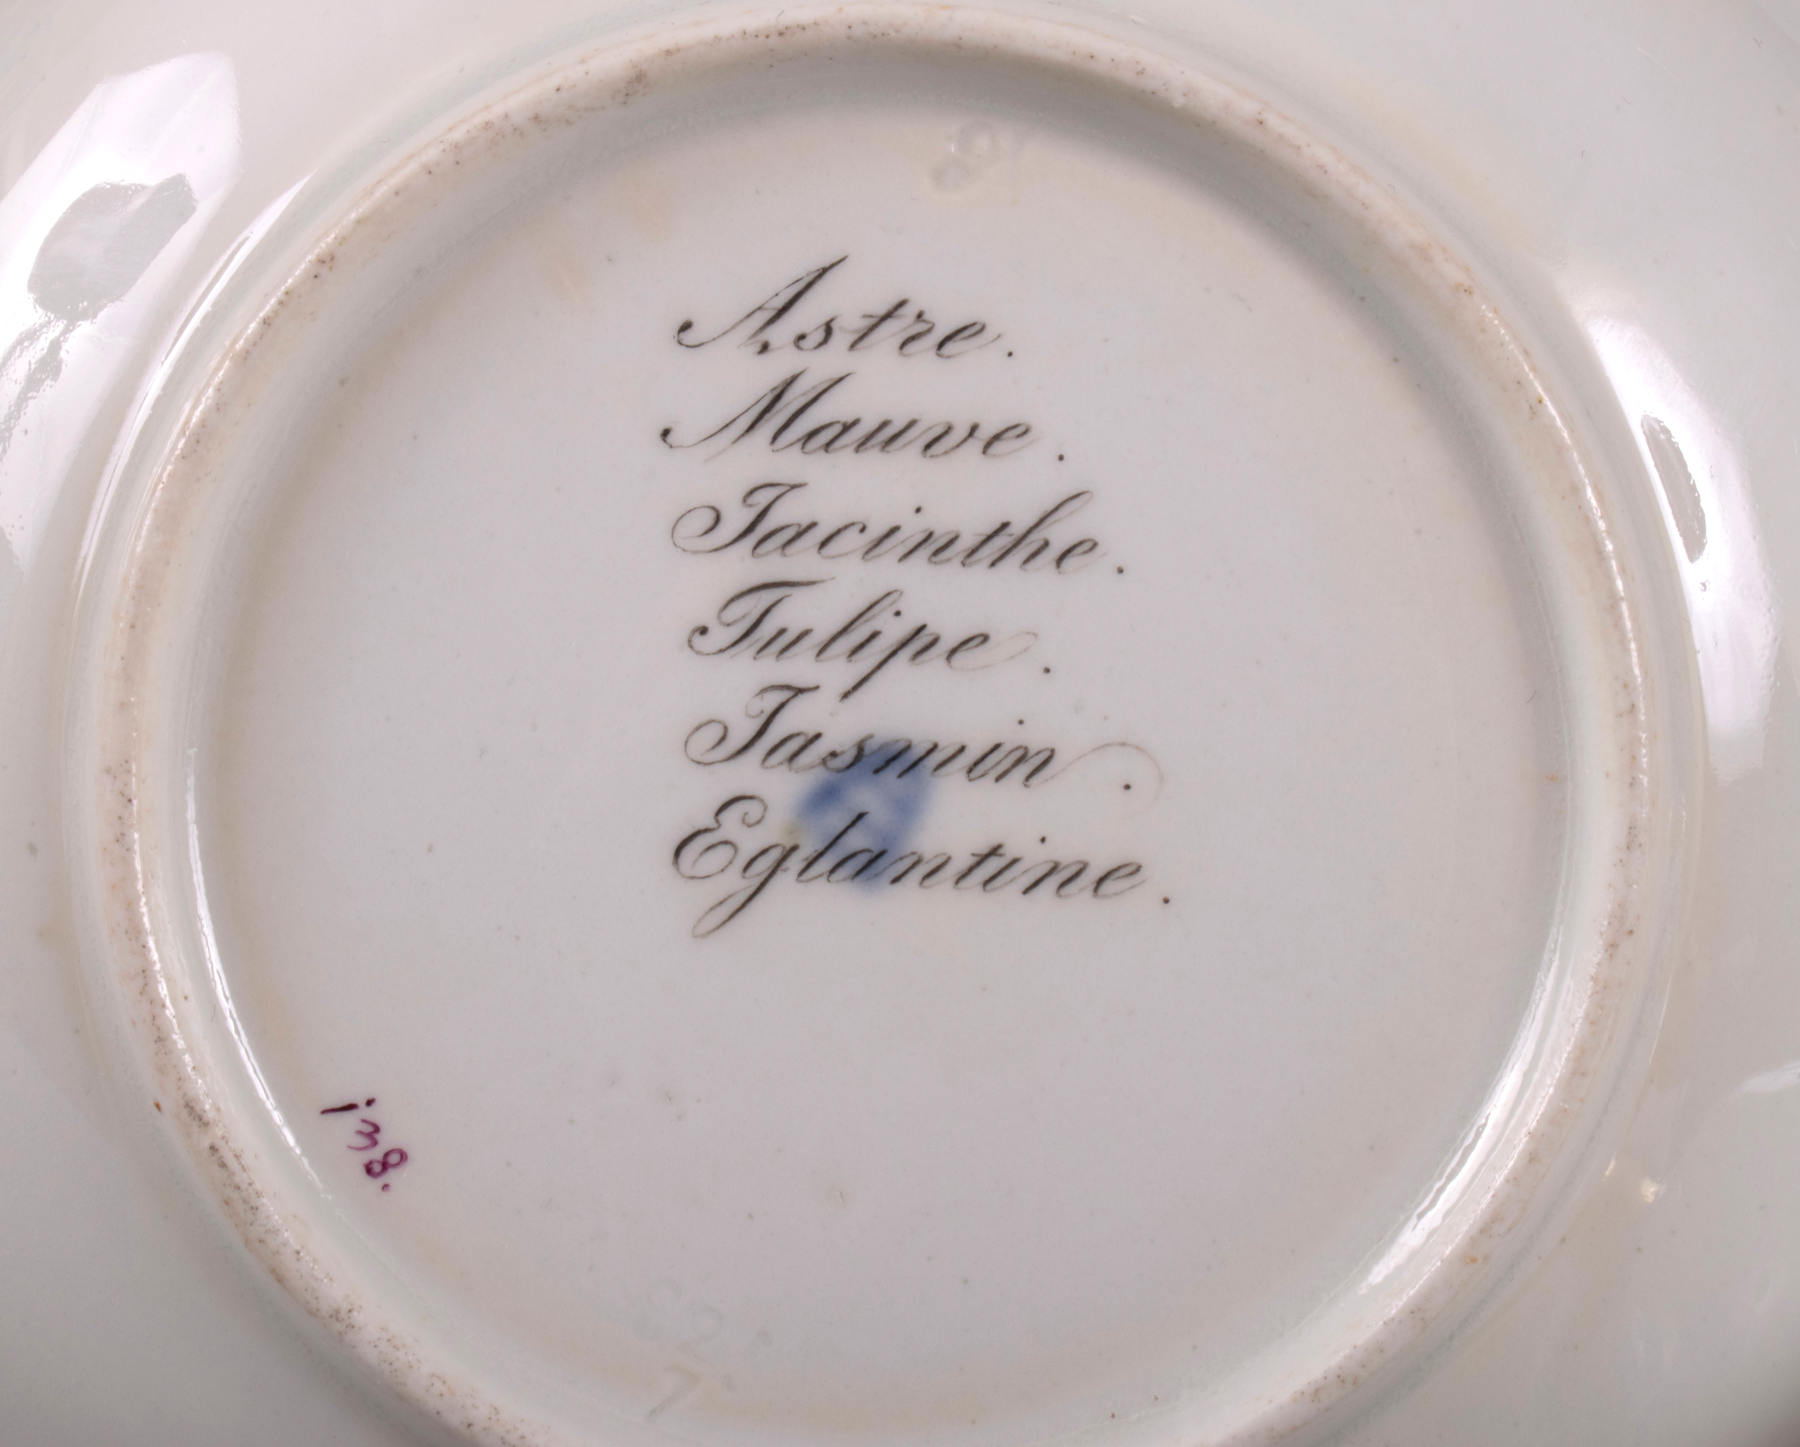 Astre.
Mauve.
Jacinthe.
Tulipe.
Jasmin.
Eglantine.
138.